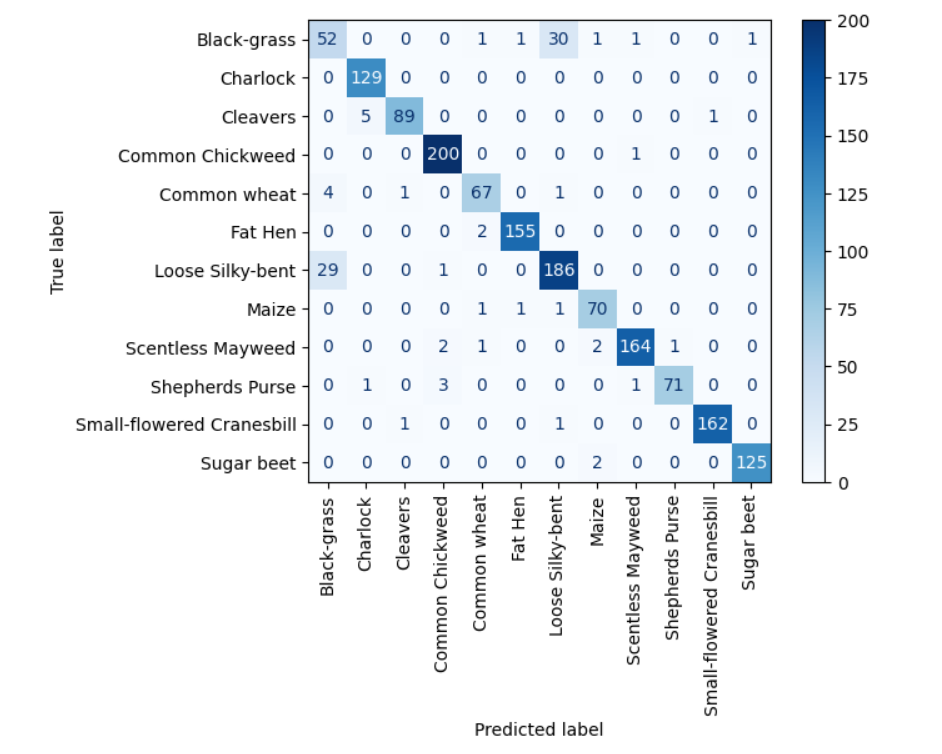 Black-grass 52 0 0 0 1 1 30 1 1 0 0 1
Charlock 0 129 0 0 0 0 0 0 0 0 0 0
Cleavers 0 5 89 0 0 0 0 0 0 0 1 0
Common Chickweed 0 0 0 200 0 0 0 0 1 0 0 0
Common wheat 4 0 1 0 67 0 1 0 0 0 0 0
Fat Hen 0 0 0 0 2 155 0 0 0 0 0 0
Loose Silky-bent 29 0 0 1 0 0 186 0 0 0 0 0
Maize 0 0 0 0 1 1 1 70 0 0 0 0
Scentless Mayweed 0 0 0 2 1 0 0 2 164 1 0 0
Shepherds Purse 0 1 0 3 0 0 0 0 1 71 0 0
Small-flowered Cranesbill 0 0 1 0 0 0 1 0 0 0 162 0
Sugar beet 0 0 0 0 0 0 0 2 0 0 0 125
True label
Black-grass
Charlock
Cleavers
Common Chickweed
Common wheat
Fat Hen
Loose Silky-bent
Maize
Scentless Mayweed
Shepherds Purse
Small-flowered Cranesbill
Sugar beet
Predicted label
200
175
150
125
100
75
50
25
0